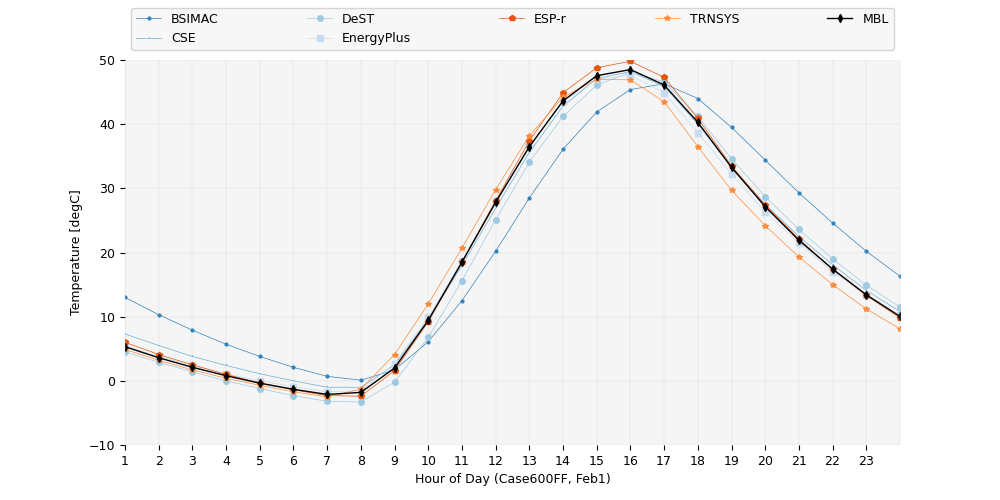 BSIMAC DeST ESP-r TRNSYS MBL
CSE EnergyPlus
50
40
30
20
10
0
−10
Temperature [degC]
1 2 3 4 5 6 7 8 9 10 11 12 13 14 15 16 17 18 19 20 21 22 23
Hour of Day (Case600FF, Feb1)